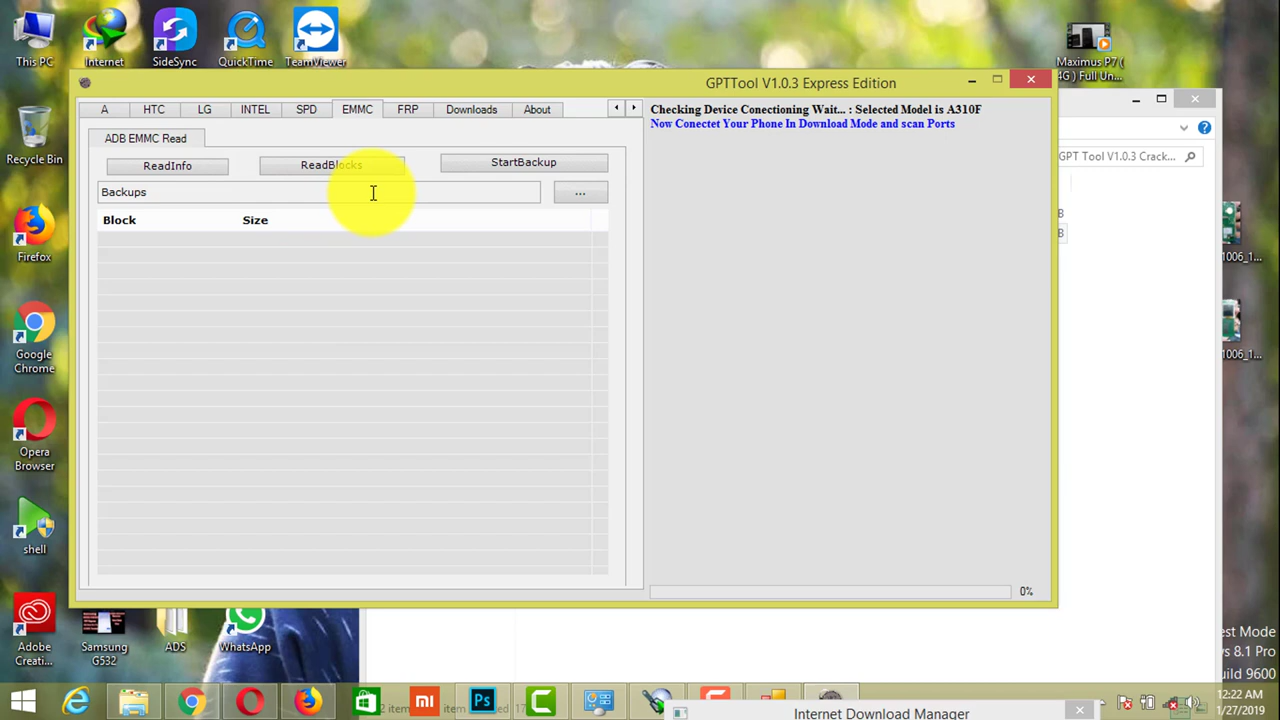 This PC
Internet
SideSync
QuickTime
TeamViewer
Maximus P7 (
4G ) Full Un...
GPTTool V1.0.3 Express Edition
A
HTC
LG
INTEL
SPD
EMMC
FRP
Downloads
About
Checking Device Conectioning Wait... : Selected Model is A310F
Now Conectet Your Phone In Download Mode and scan Ports
ADB EMMC Read
ReadInfo
ReadBlocks
StartBackup
Backups
...
Block
Size
GPT Tool V1.0.3 Crack...
B
B
Recycle Bin
Firefox
1006_1...
Google
Chrome
1006_1...
Opera
Browser
shell
0%
Adobe
Creati...
Samsung
G532
ADS
WhatsApp
est Mode
s 8.1 Pro
uild 9600
Internet Download Manager
12:22 AM
1/27/2019